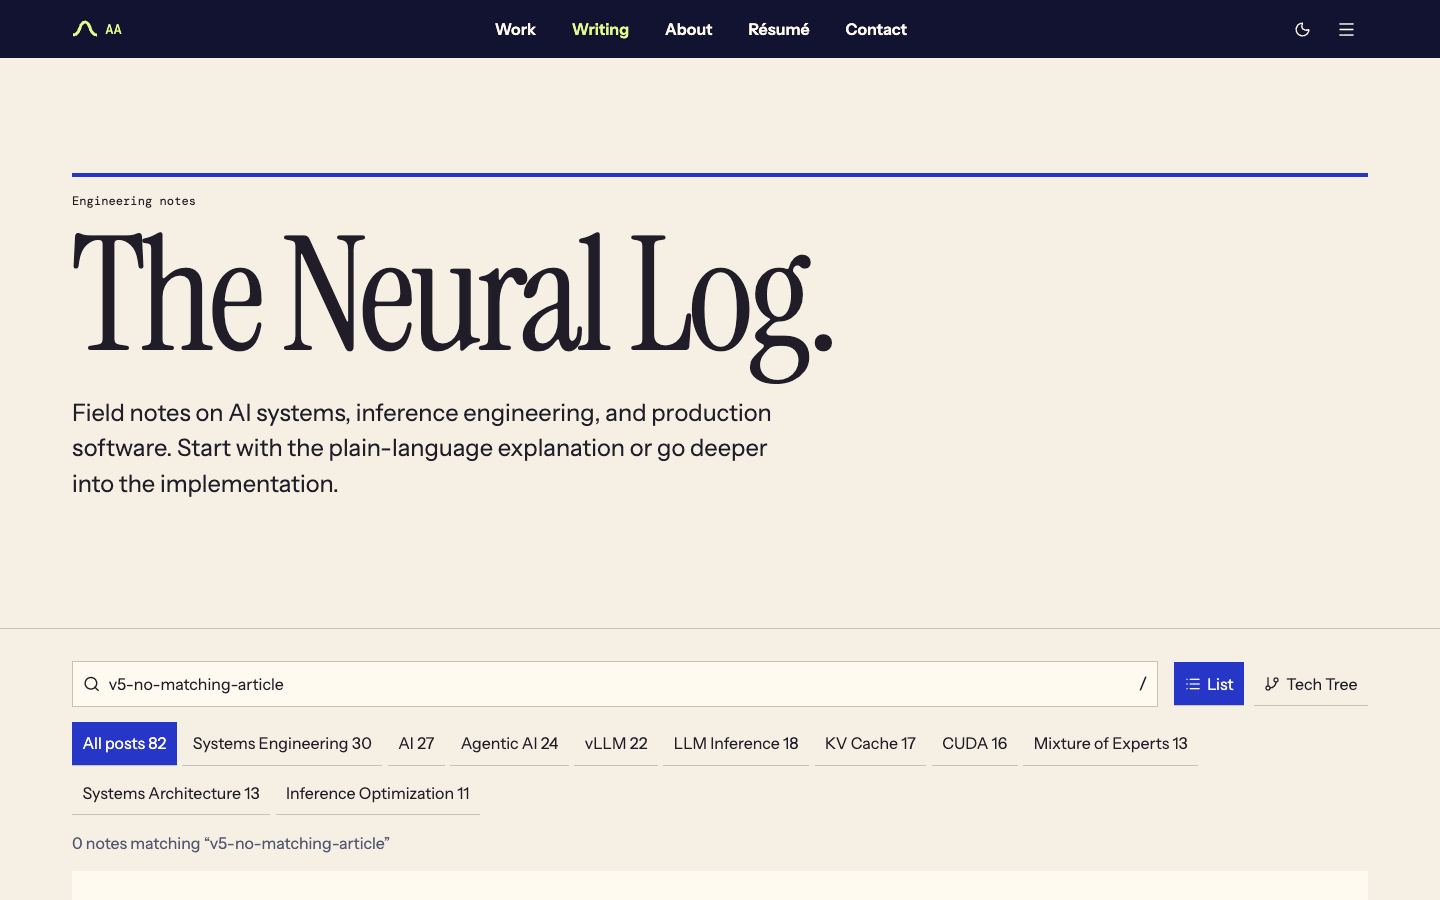 AA
Work Writing About Résumé Contact
Engineering notes
The Neural Log.
Field notes on AI systems, inference engineering, and production
software. Start with the plain-language explanation or go deeper
into the implementation.
v5-no-matching-article /
List
Tech Tree
All posts 82 Systems Engineering 30 AI 27 Agentic AI 24 vLLM 22 LLM Inference 18 KV Cache 17 CUDA 16 Mixture of Experts 13
Systems Architecture 13 Inference Optimization 11
0 notes matching “v5-no-matching-article”